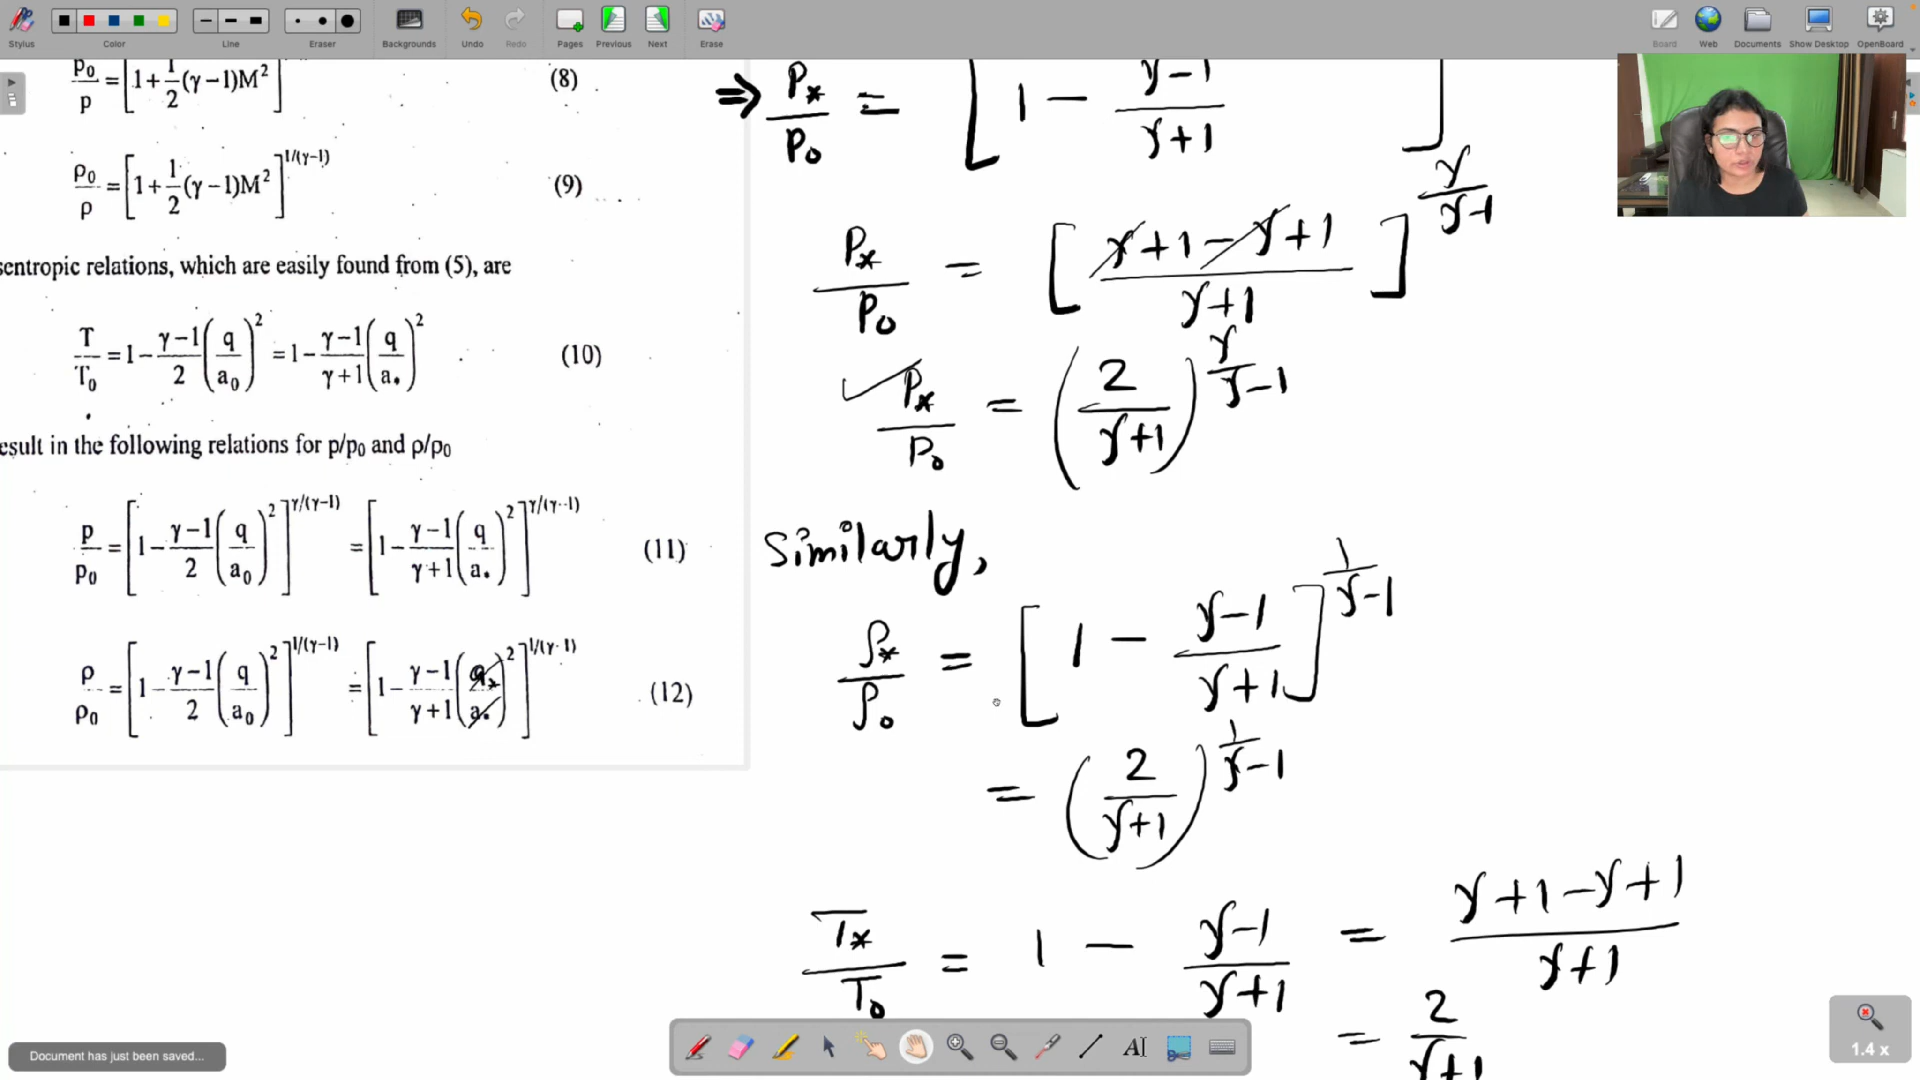 Stylus Color Line Eraser Backgrounds Undo Redo Pages Previous Next Erase Board Web Documents Show Desktop OpenBoard
p₀/p = [1 + 1/2 (γ−1)M²] (8)
ρ₀/ρ = [1 + 1/2 (γ−1)M²]^1/(γ−1) (9)
sentropic relations, which are easily found from (5), are
T/T₀ = 1 − γ−1/2 (q/a₀)² = 1 − γ−1/γ+1 (q/a*)² (10)
esult in the following relations for p/p₀ and ρ/ρ₀
p/p₀ = [1 − γ−1/2 (q/a₀)²]^γ/(γ−1) = [1 − γ−1/γ+1 (q/a*)²]^γ/(γ−1) (11)
ρ/ρ₀ = [1 − γ−1/2 (q/a₀)²]^1/(γ−1) = [1 − γ−1/γ+1 (q*/a*)²]^1/(γ−1) (12)
⇒ P*/P₀ = [1 − γ−1/γ+1]^γ/γ−1
P*/P₀ = [γ+1−γ+1/γ+1]
✓ P*/P₀ = (2/γ+1)^γ/γ−1
Similarly,
ρ*/ρ₀ = [1 − γ−1/γ+1]^1/γ−1
= (2/γ+1)^1/γ−1
T*/T₀ = 1 − γ−1/γ+1 = γ+1−γ+1/γ+1
= 2/γ+1
Document has just been saved...
1.4 x